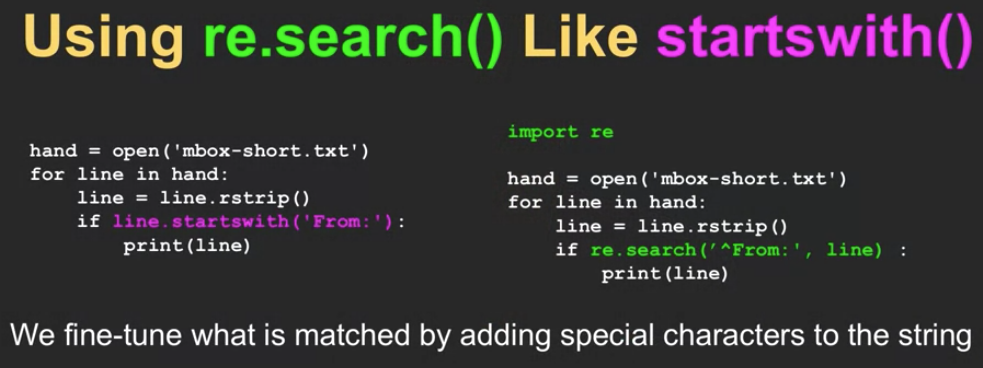 Using re.search() Like startswith()
hand = open('mbox-short.txt')
for line in hand:
    line = line.rstrip()
    if line.startswith('From:'):
        print(line)
import re
hand = open('mbox-short.txt')
for line in hand:
    line = line.rstrip()
    if re.search(’^From:', line) :
        print(line)
We fine-tune what is matched by adding special characters to the string